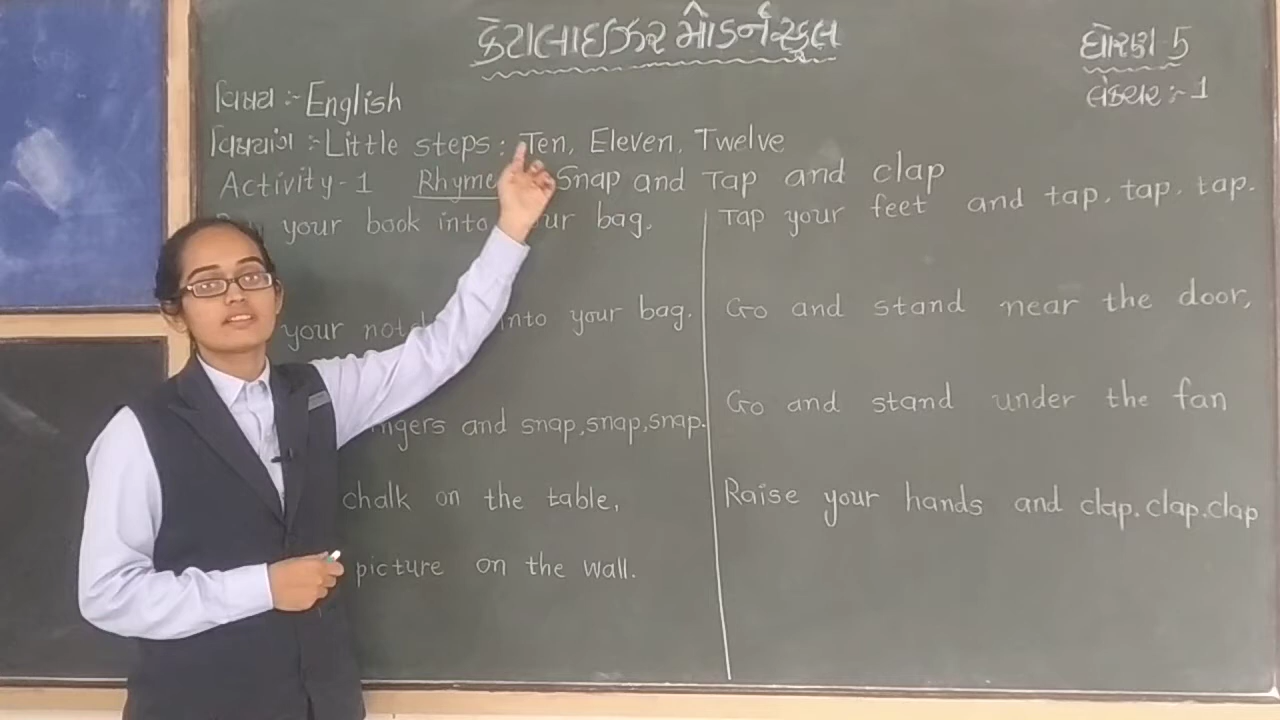 કેટાલાઇઝર મોડર્ન સ્કુલ
ધોરણ-5
લેક્ચર:-1
વિષય:- English
વિષયાંગ:- Little steps: Ten, Eleven, Twelve
Activity-1 Rhyme Snap and Tap and clap
your book into your bag.
your into your bag.
and snap, snap, snap.
chalk on the table,
picture on the wall.
Tap your feet and tap, tap, tap.
Go and stand near the door,
Go and stand under the fan
Raise your hands and clap, clap, clap